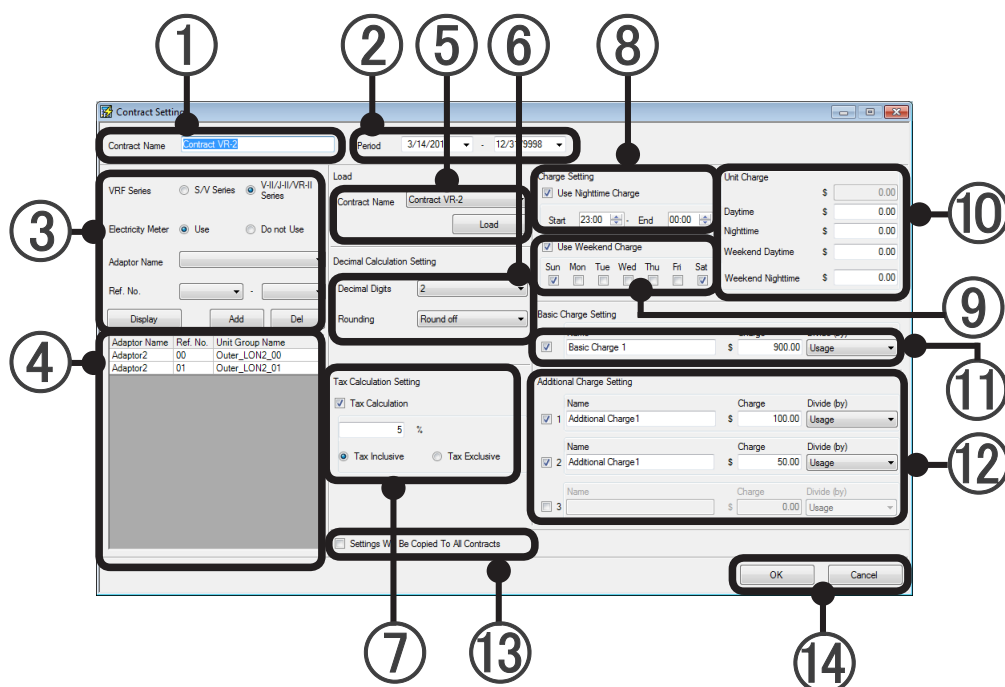 ① ② ⑤ ⑥ ⑧
Contract Setting
Contract Name Contract VR-2 Period 3/14/201 - 12/31/9998
③
VRF Series S/V Series V-II/J-II/VR-II Series
Electricity Meter Use Do not Use
Adaptor Name
Ref. No. -
Display Add Del
④
Adaptor Name Ref. No. Unit Group Name
Adaptor2 00 Outer_LON2_00
Adaptor2 01 Outer_LON2_01
Load
Contract Name Contract VR-2
Load
Decimal Calculation Setting
Decimal Digits 2
Rounding Round off
Tax Calculation Setting
Tax Calculation
5 %
Tax Inclusive Tax Exclusive
Settings Will Be Copied To All Contracts
Charge Setting
Use Nighttime Charge
Start 23:00 - End 00:00
Use Weekend Charge
Sun Mon Tue Wed Thu Fri Sat
Unit Charge
$ 0.00
Daytime $ 0.00
Nighttime $ 0.00
Weekend Daytime $ 0.00
Weekend Nighttime $ 0.00
⑩
⑨
Basic Charge Setting
Name Charge Divide (by)
Basic Charge 1 $ 900.00 Usage
⑪
Additional Charge Setting
Name Charge Divide (by)
1 Additional Charge1 $ 100.00 Usage
Name Charge Divide (by)
2 Additional Charge1 $ 50.00 Usage
Name Charge Divide (by)
3 $ 0.00 Usage
⑫
OK Cancel
⑦ ⑬ ⑭